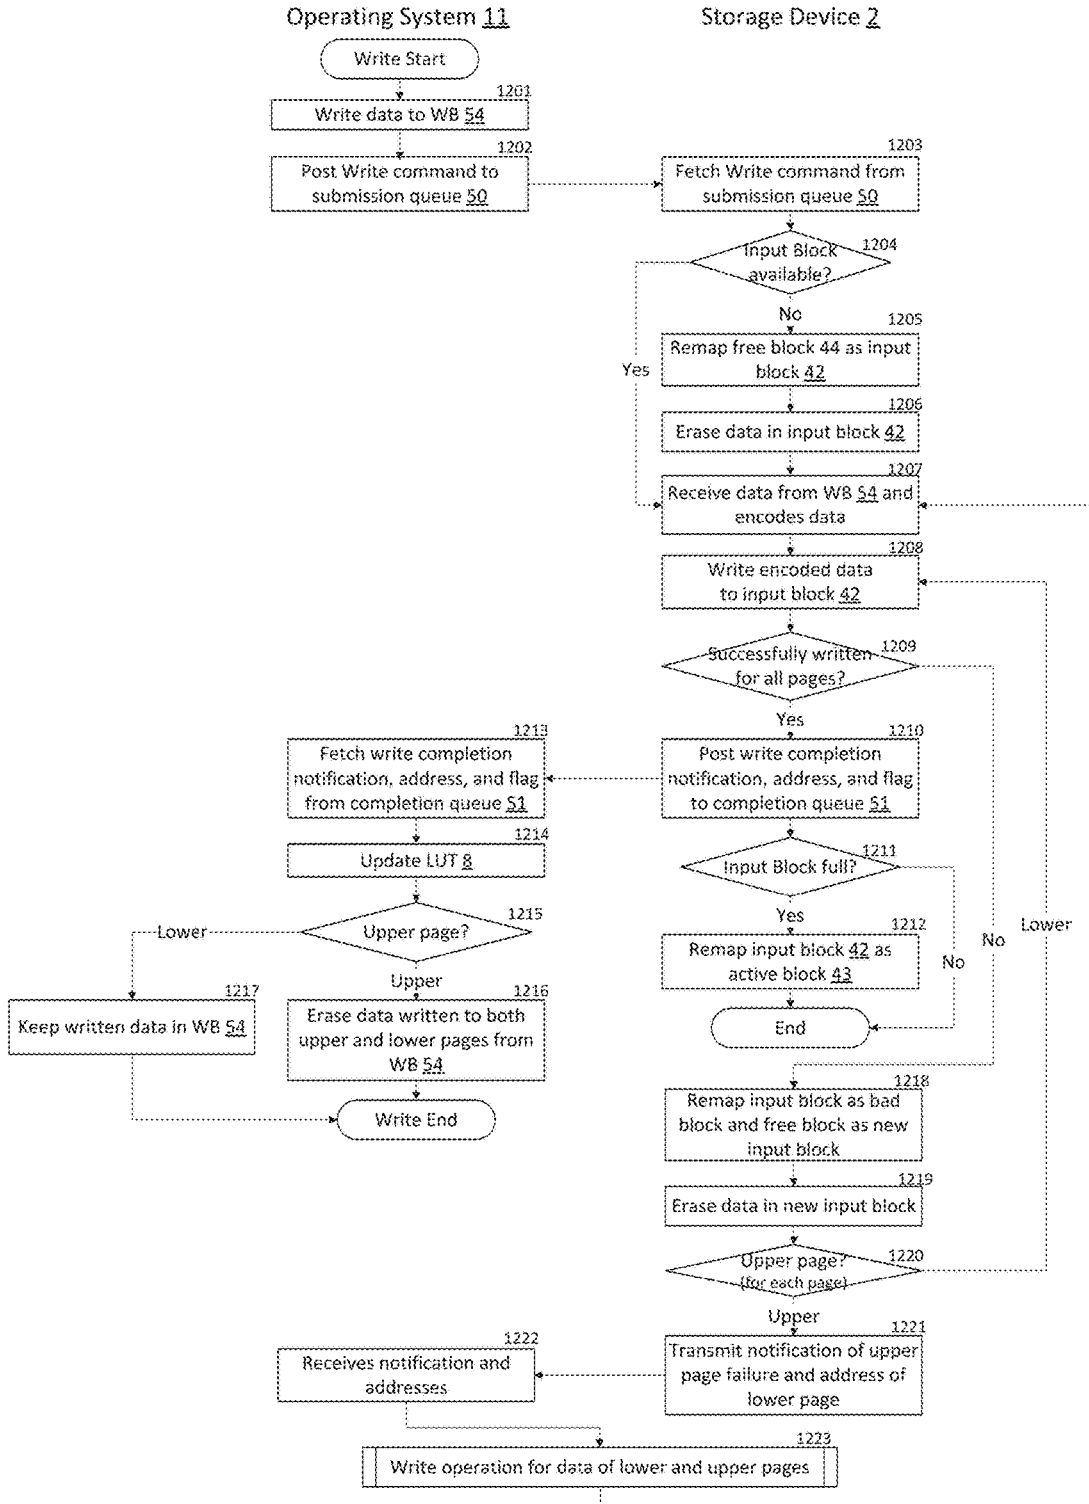 Operating System 11
Storage Device 2
Write Start
1201
Write data to WB 54
1202
Post Write command to
submission queue 50
1203
Fetch Write command from
submission queue 50
1204
Input Block
available?
No
Yes
1205
Remap free block 44 as input
block 42
1206
Erase data in input block 42
1207
Receive data from WB 54 and
encodes data
1208
Write encoded data
to input block 42
1209
Successfully written
for all pages?
Yes
No
1210
Post write completion
notification, address, and flag
to completion queue 51
1211
Input Block full?
Yes
No
1212
Remap input block 42 as
active block 43
End
1213
Fetch write completion
notification, address, and flag
from completion queue 51
1214
Update LUT 8
1215
Upper page?
Lower
Upper
1216
Erase data written to both
upper and lower pages from
WB 54
1217
Keep written data in WB 54
Write End
1218
Remap input block as bad
block and free block as new
input block
1219
Erase data in new input block
1220
Upper page?
(for each page)
Lower
Upper
1221
Transmit notification of upper
page failure and address of
lower page
1222
Receives notification and
addresses
1223
Write operation for data of lower and upper pages